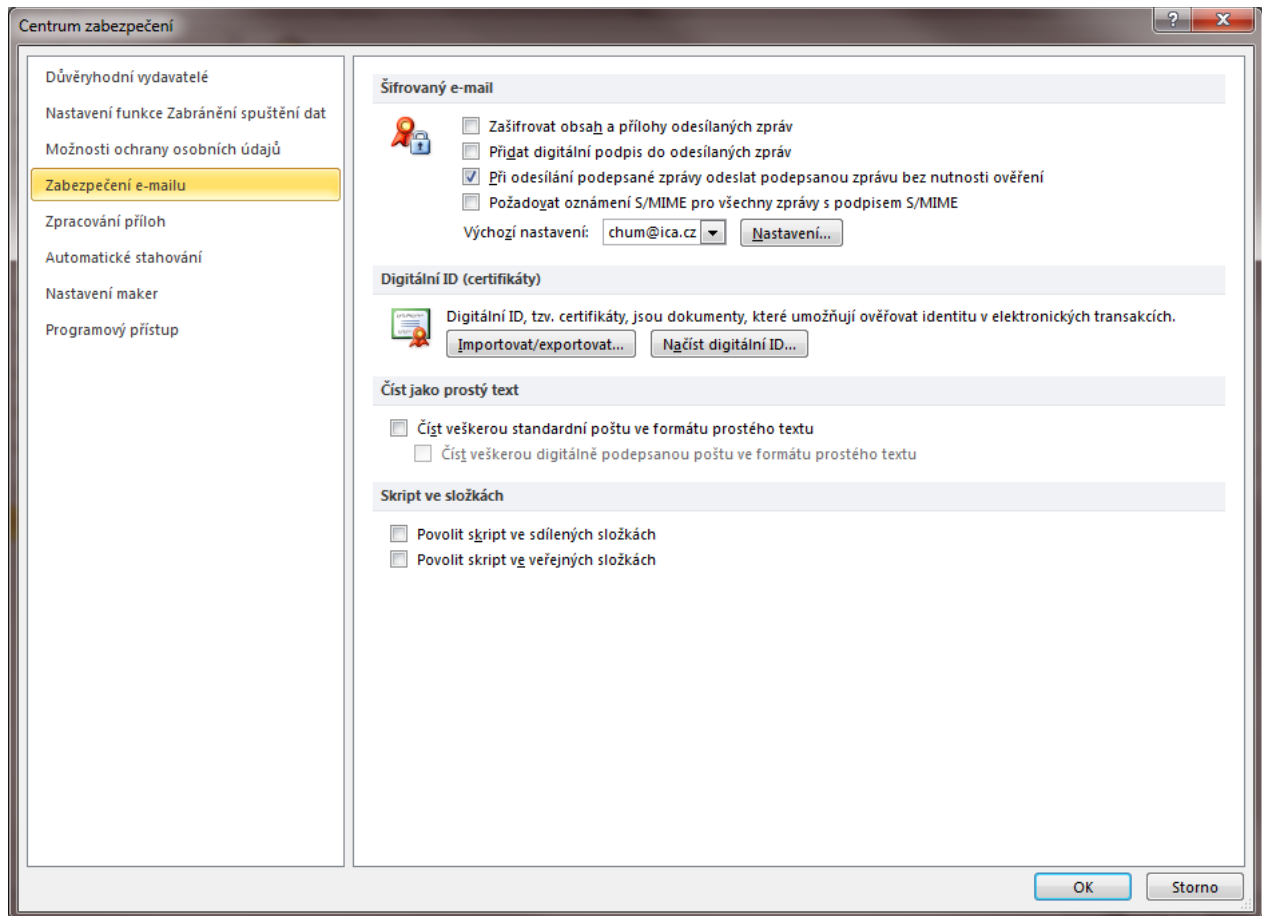 Centrum zabezpečení
Důvěryhodní vydavatelé
Nastavení funkce Zabránění spuštění dat
Možnosti ochrany osobních údajů
Zabezpečení e-mailu
Zpracování příloh
Automatické stahování
Nastavení maker
Programový přístup
Šifrovaný e-mail
Zašifrovat obsah a přílohy odesílaných zpráv
Přidat digitální podpis do odesílaných zpráv
Při odesílání podepsané zprávy odeslat podepsanou zprávu bez nutnosti ověření
Požadovat oznámení S/MIME pro všechny zprávy s podpisem S/MIME
Výchozí nastavení: chum@ica.cz Nastavení...
Digitální ID (certifikáty)
Digitální ID, tzv. certifikáty, jsou dokumenty, které umožňují ověřovat identitu v elektronických transakcích.
Importovat/exportovat... Načíst digitální ID...
Číst jako prostý text
Číst veškerou standardní poštu ve formátu prostého textu
Číst veškerou digitálně podepsanou poštu ve formátu prostého textu
Skript ve složkách
Povolit skript ve sdílených složkách
Povolit skript ve veřejných složkách
OK Storno